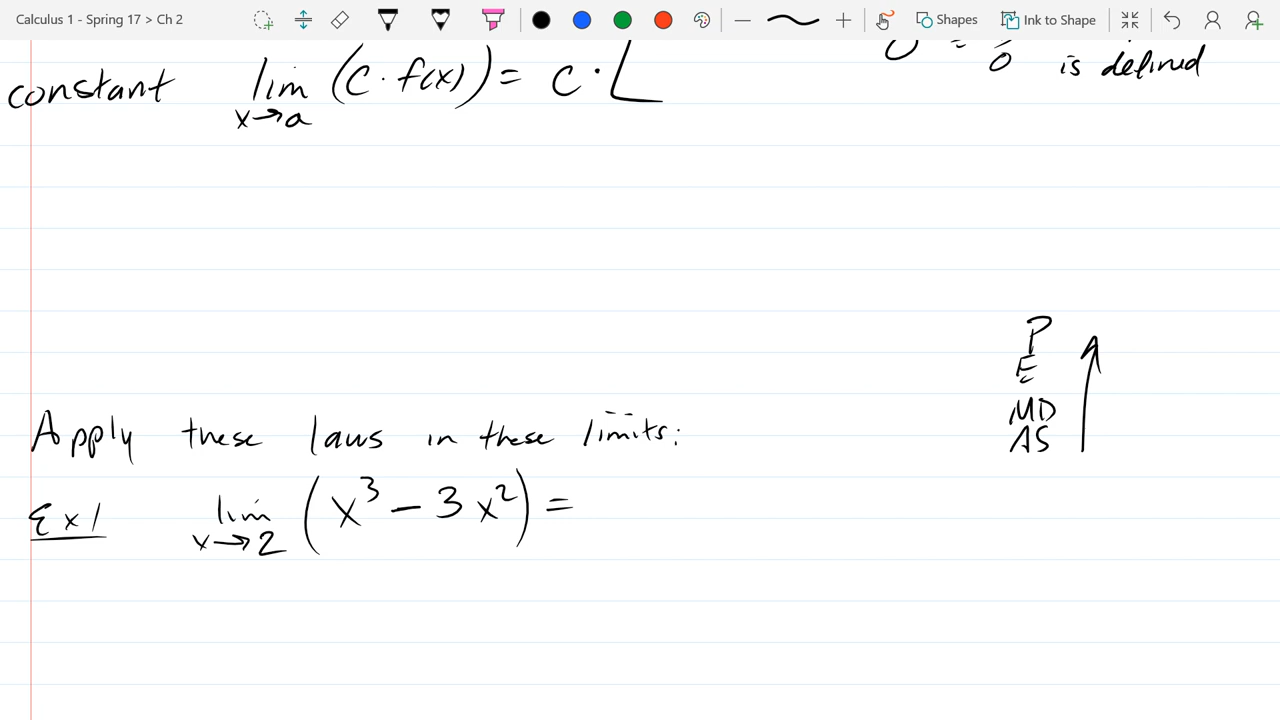 Calculus 1 - Spring 17 > Ch 2
Shapes
Ink to Shape
constant lim (c · f(x)) = c · L
x→a
0
is defined
P
E
MD
AS
Apply these laws in these limits:
Ex 1 lim (x³ - 3x²) =
x→2